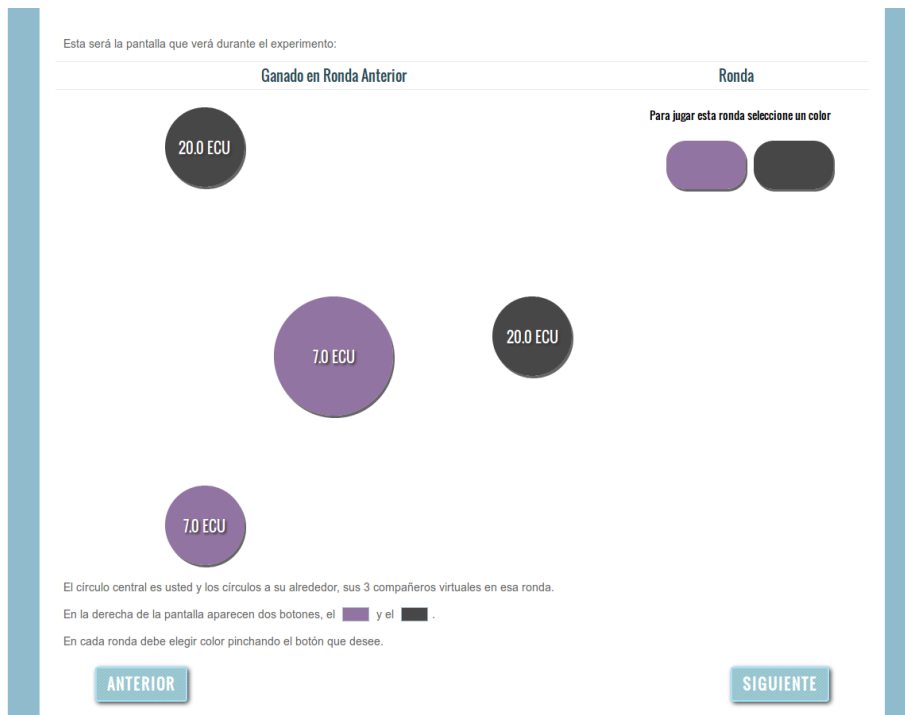 Esta será la pantalla que verá durante el experimento:
Ganado en Ronda Anterior
Ronda
Para jugar esta ronda seleccione un color
20.0 ECU
7.0 ECU
20.0 ECU
7.0 ECU
El círculo central es usted y los círculos a su alrededor, sus 3 compañeros virtuales en esa ronda.
En la derecha de la pantalla aparecen dos botones, el y el .
En cada ronda debe elegir color pinchando el botón que desee.
ANTERIOR
SIGUIENTE